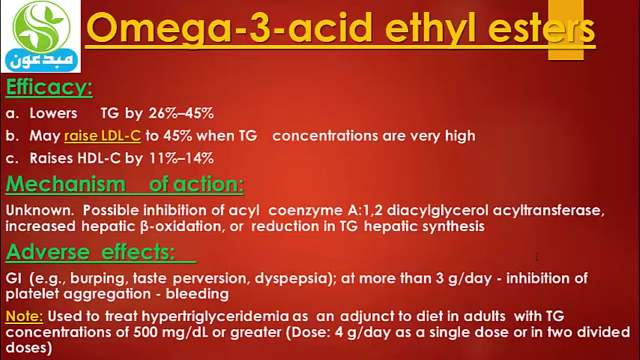 مبدعون
Omega-3-acid ethyl esters
Efficacy:
a. Lowers TG by 26%–45%
b. May raise LDL-C to 45% when TG concentrations are very high
c. Raises HDL-C by 11%–14%
Mechanism of action:
Unknown. Possible inhibition of acyl coenzyme A:1,2 diacylglycerol acyltransferase,
increased hepatic β-oxidation, or reduction in TG hepatic synthesis
Adverse effects:
GI (e.g., burping, taste perversion, dyspepsia); at more than 3 g/day - inhibition of
platelet aggregation - bleeding
Note: Used to treat hypertriglyceridemia as an adjunct to diet in adults with TG
concentrations of 500 mg/dL or greater (Dose: 4 g/day as a single dose or in two divided
doses)